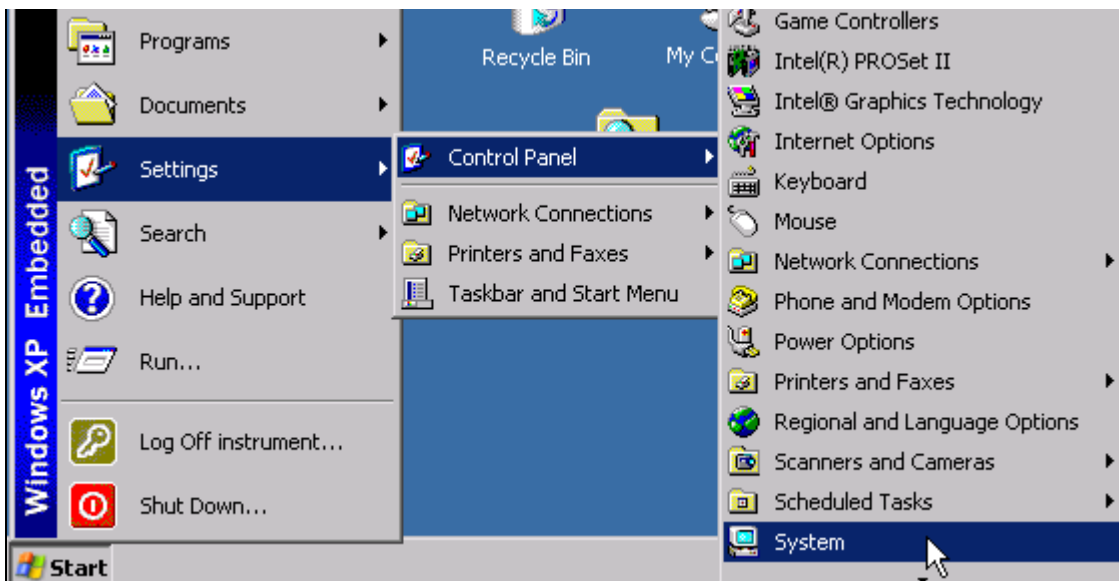 Windows XP Embedded
Programs
Documents
Settings
Search
Help and Support
Run...
Log Off instrument...
Shut Down...
Start
Recycle Bin
My C
Control Panel
Network Connections
Printers and Faxes
Taskbar and Start Menu
Game Controllers
Intel(R) PROSet II
Intel® Graphics Technology
Internet Options
Keyboard
Mouse
Network Connections
Phone and Modem Options
Power Options
Printers and Faxes
Regional and Language Options
Scanners and Cameras
Scheduled Tasks
System